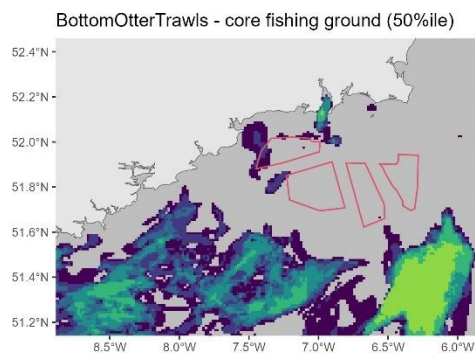 BottomOtterTrawls - core fishing ground (50%ile)
52.4°N
52.2°N
52.0°N
51.8°N
51.6°N
51.4°N
51.2°N
8.5°W 8.0°W 7.5°W 7.0°W 6.5°W 6.0°W